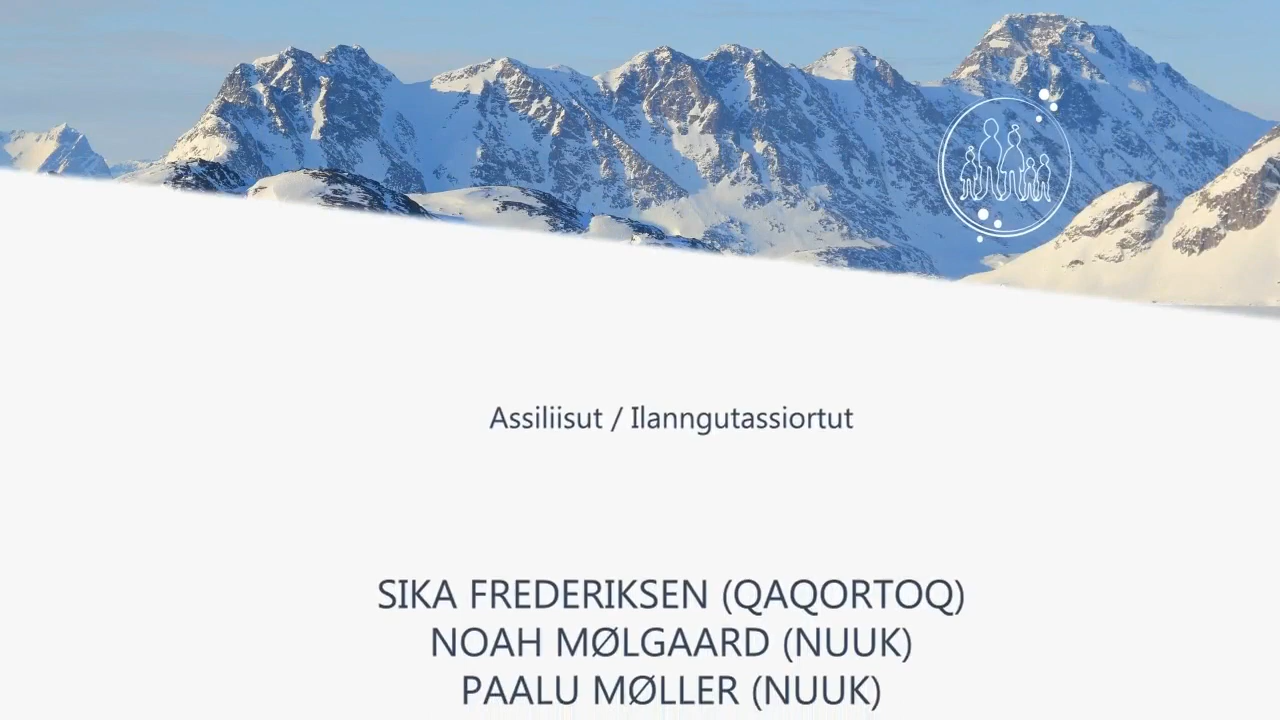 Assiliisut / Ilanngutassiortut
SIKA FREDERIKSEN (QAQORTOQ)
NOAH MØLGAARD (NUUK)
PAALU MØLLER (NUUK)